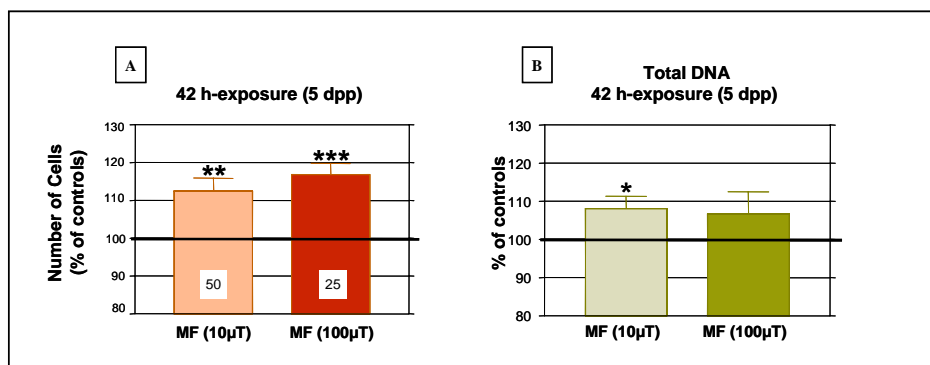 A
42 h-exposure (5 dpp)
Number of Cells
(% of controls)
130
120
110
100
90
80
**
***
50
25
MF (10µT)
MF (100µT)
B
Total DNA
42 h-exposure (5 dpp)
% of controls
130
120
110
100
90
80
*
MF (10µT)
MF (100µT)